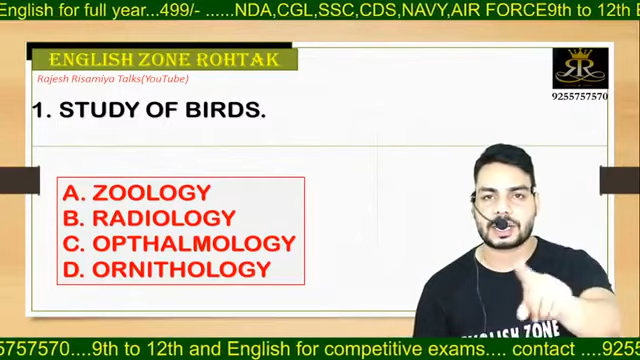 English for full year...499/- ......NDA,CGL,SSC,CDS,NAVY,AIR FORCE9th to 12th
ENGLISH ZONE ROHTAK
Rajesh Risamiya Talks(YouTube)
RR
9255757570
1. STUDY OF BIRDS.
A. ZOOLOGY
B. RADIOLOGY
C. OPTHALMOLOGY
D. ORNITHOLOGY
ENGLISH ZONE
5757570....9th to 12th and English for competitive exams.... contact ....9255